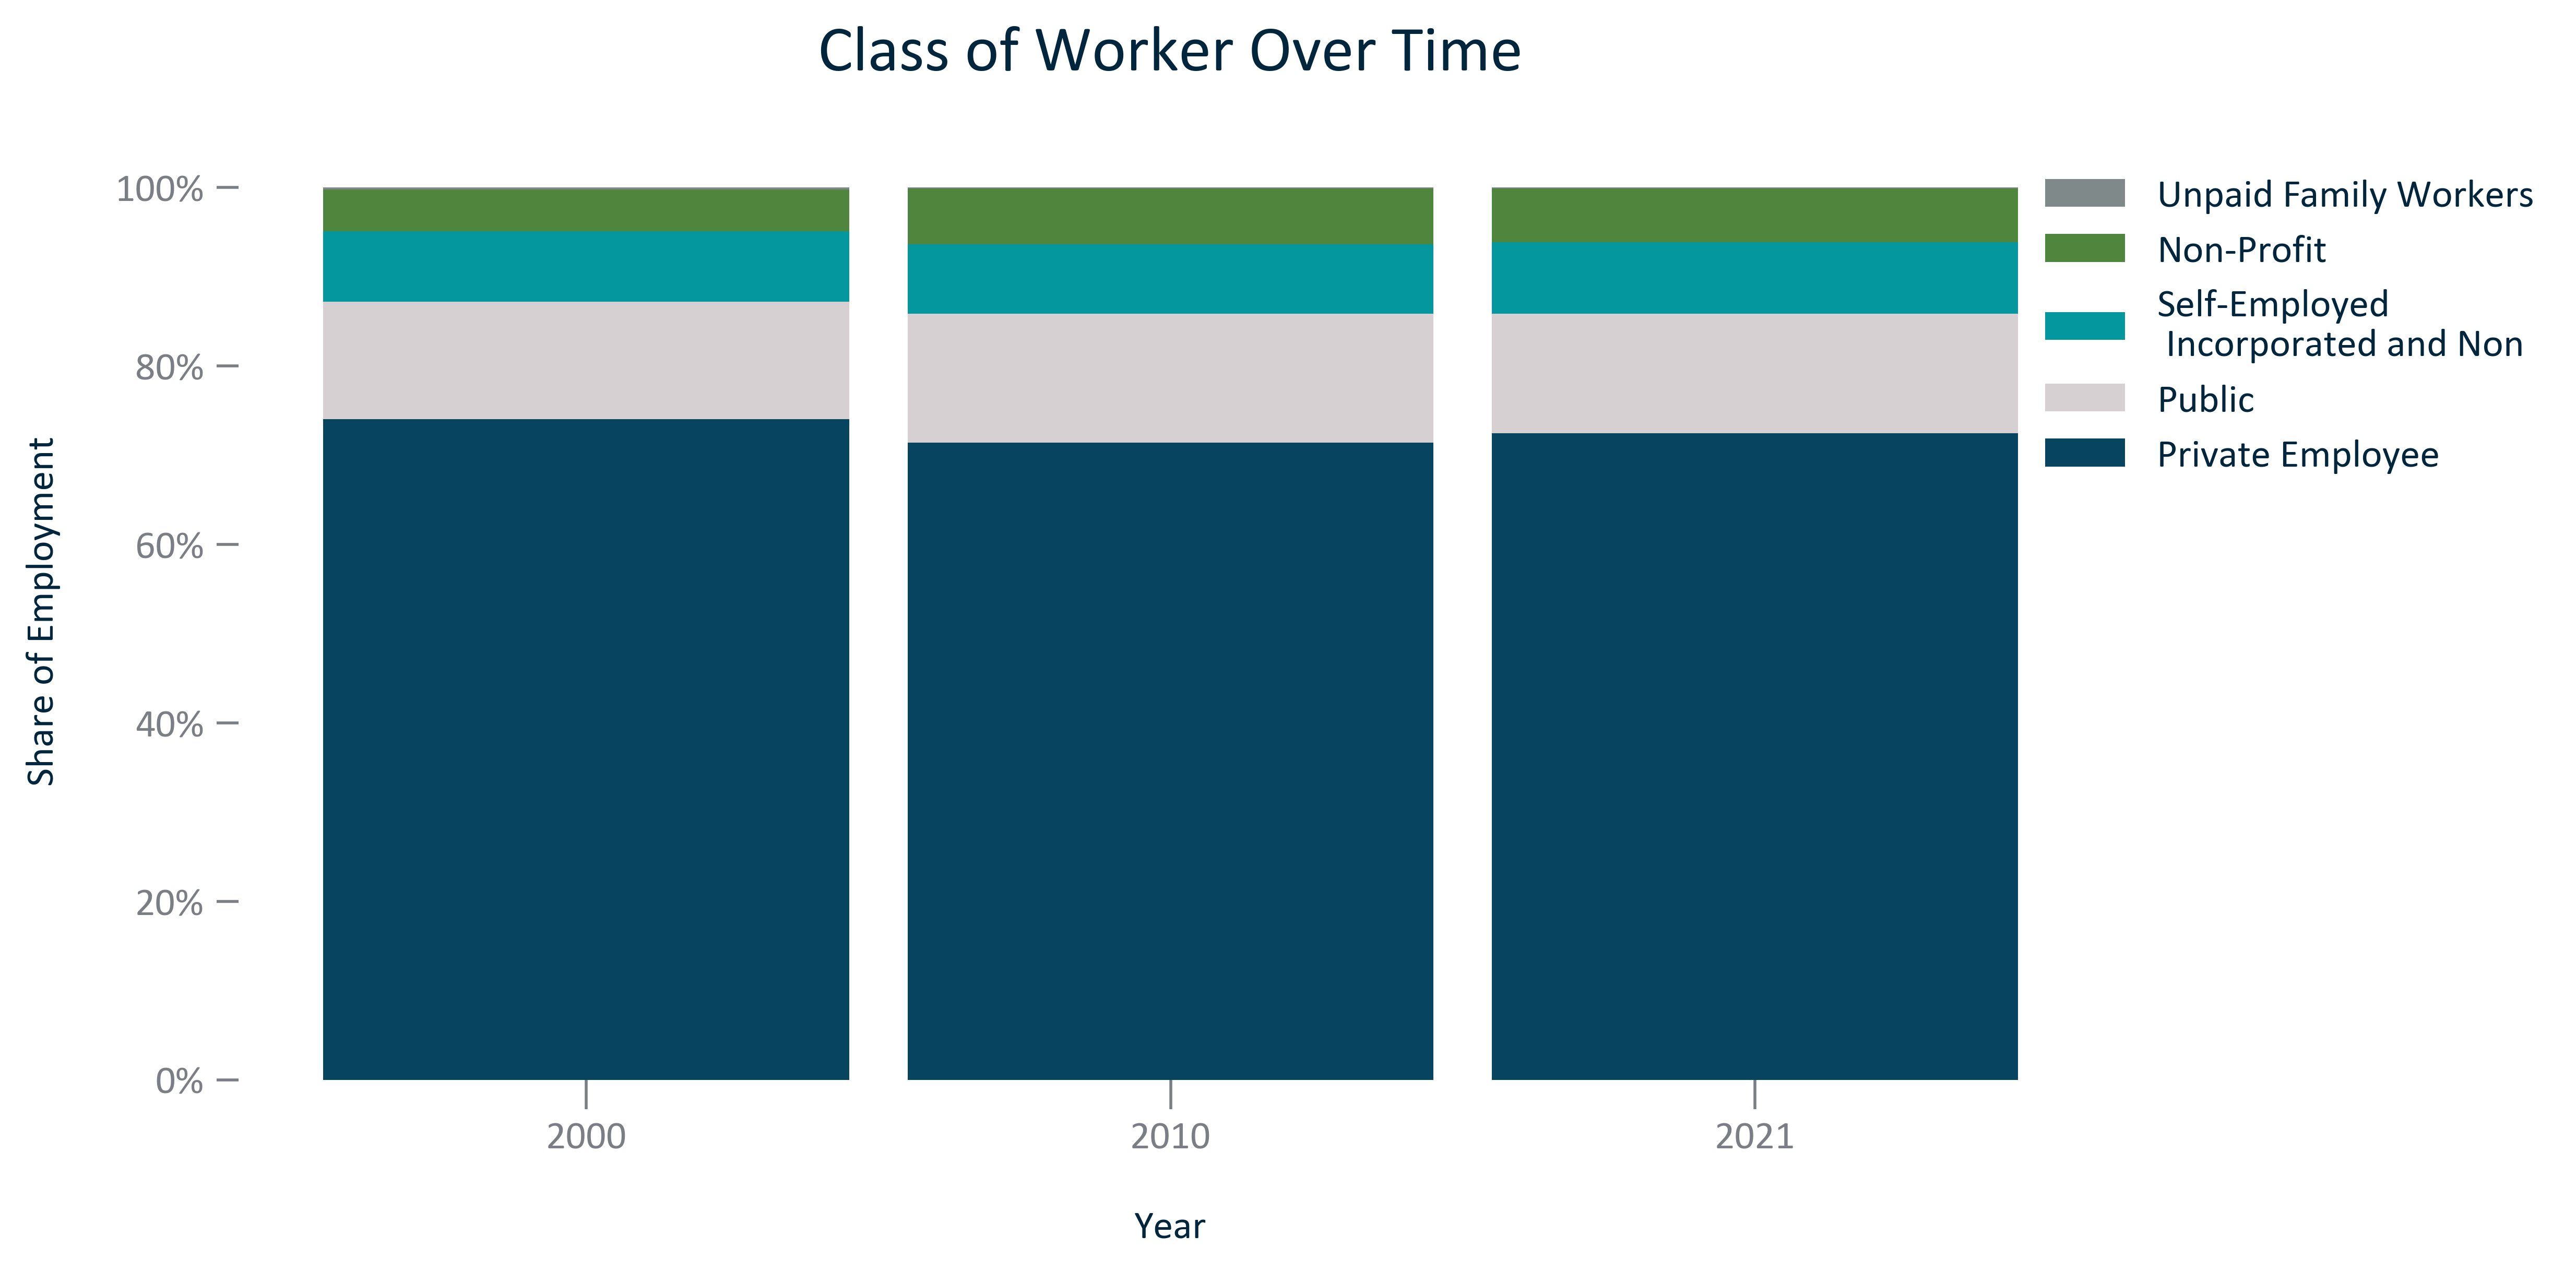 Class of Worker Over Time
Share of Employment
100%
80%
60%
40%
20%
0%
2000
2010
2021
Year
Unpaid Family Workers
Non-Profit
Self-Employed
Incorporated and Non
Public
Private Employee